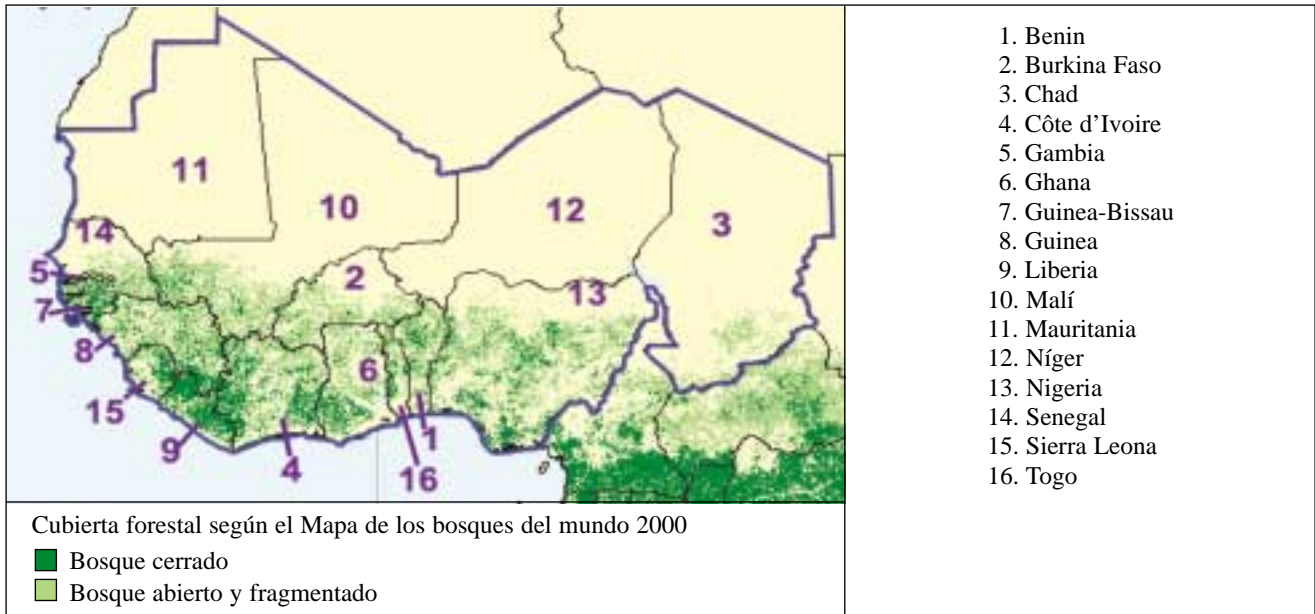 11
10
12
3
14
5
2
13
7
8
6
15
9
4
16
1
Cubierta forestal según el Mapa de los bosques del mundo 2000
Bosque cerrado
Bosque abierto y fragmentado
1. Benin
2. Burkina Faso
3. Chad
4. Côte d’Ivoire
5. Gambia
6. Ghana
7. Guinea-Bissau
8. Guinea
9. Liberia
10. Malí
11. Mauritania
12. Níger
13. Nigeria
14. Senegal
15. Sierra Leona
16. Togo